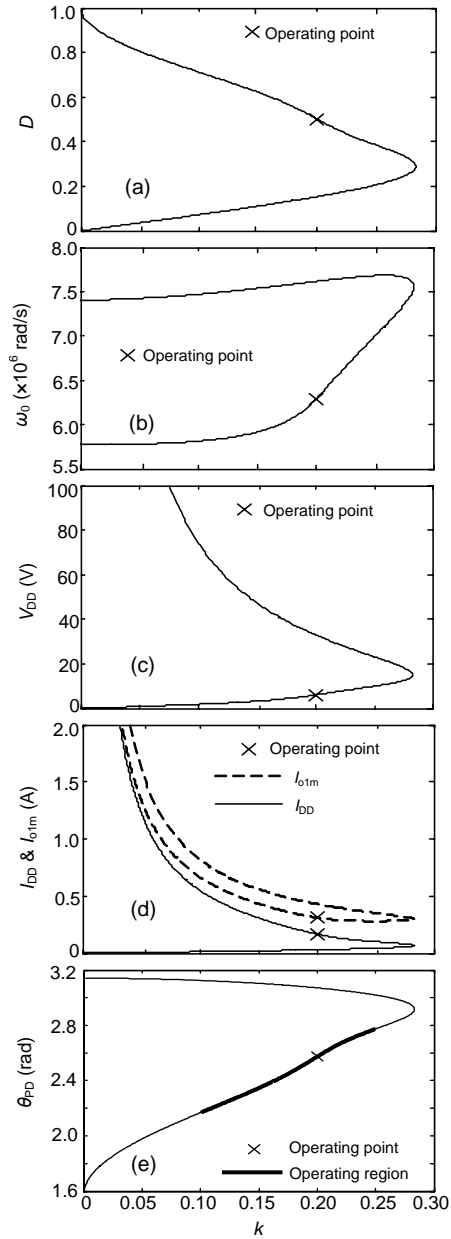 1.0
0.8
0.6
0.4
0.2
0
D
× Operating point
(a)
8.0
7.5
7.0
6.5
6.0
5.5
ω0 (×10^6 rad/s)
× Operating point
(b)
100
80
60
40
20
0
VDD (V)
× Operating point
(c)
2.0
1.5
1.0
0.5
0
IDD & Io1m (A)
× Operating point
Io1m
IDD
(d)
3.2
2.8
2.4
2.0
1.6
θPD (rad)
× Operating point
Operating region
(e)
0 0.05 0.10 0.15 0.20 0.25 0.30
k